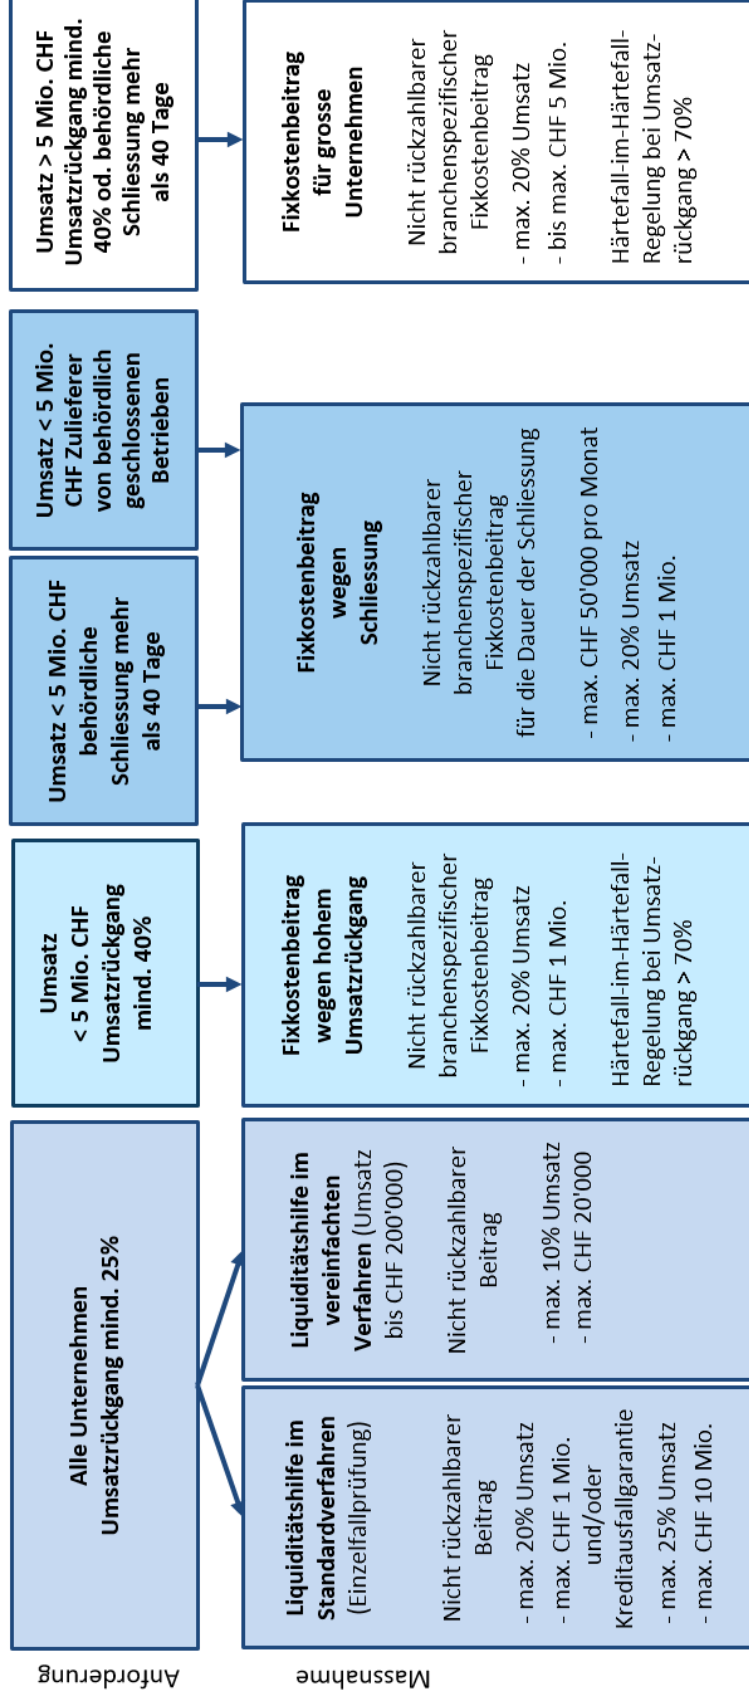 Anforderung
Alle Unternehmen
Umsatzrückgang mind. 25%
Umsatz
< 5 Mio. CHF
Umsatzrückgang
mind. 40%
Umsatz < 5 Mio. CHF
behördliche
Schliessung mehr
als 40 Tage
Umsatz < 5 Mio.
CHF Zulieferer
von behördlich
geschlossenen
Betrieben
Umsatz > 5 Mio. CHF
Umsatzrückgang mind.
40% od. behördliche
Schliessung mehr
als 40 Tage
Massnahme
Liquiditätshilfe im
Standardverfahren
(Einzelfallprüfung)
Nicht rückzahlbarer
Beitrag
- max. 20% Umsatz
- max. CHF 1 Mio.
und/oder
Kreditausfallgarantie
- max. 25% Umsatz
- max. CHF 10 Mio.
Liquiditätshilfe im
vereinfachten
Verfahren (Umsatz
bis CHF 200'000)
Nicht rückzahlbarer
Beitrag
- max. 10% Umsatz
- max. CHF 20'000
Fixkostenbeitrag
wegen hohem
Umsatzrückgang
Nicht rückzahlbarer
branchenspezifischer
Fixkostenbeitrag
- max. 20% Umsatz
- max. CHF 1 Mio.
Härtefall-im-Härtefall-
Regelung bei Umsatz-
rückgang > 70%
Fixkostenbeitrag
wegen
Schliessung
Nicht rückzahlbarer
branchenspezifischer
Fixkostenbeitrag
für die Dauer der Schliessung
- max. CHF 50'000 pro Monat
- max. 20% Umsatz
- max. CHF 1 Mio.
Fixkostenbeitrag
für grosse
Unternehmen
Nicht rückzahlbarer
branchenspezifischer
Fixkostenbeitrag
- max. 20% Umsatz
- bis max. CHF 5 Mio.
Härtefall-im-Härtefall-
Regelung bei Umsatz-
rückgang > 70%